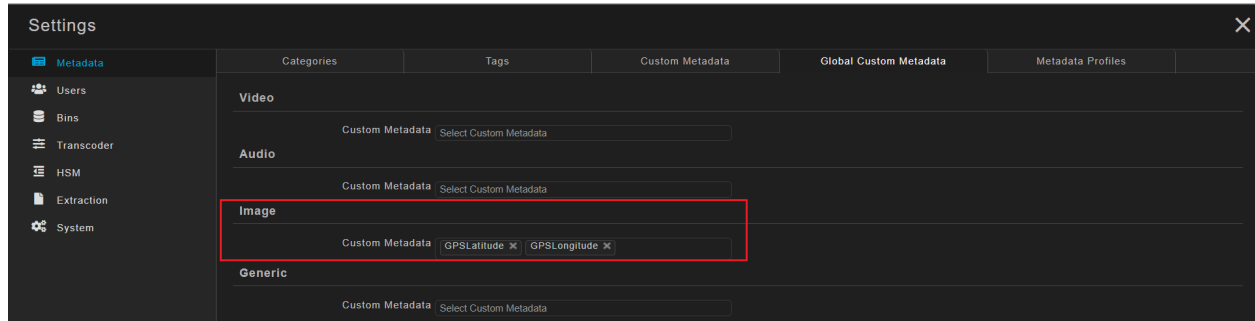 Settings
Metadata
Users
Bins
Transcoder
HSM
Extraction
System
Categories Tags Custom Metadata Global Custom Metadata Metadata Profiles
Video
Custom Metadata Select Custom Metadata
Audio
Custom Metadata Select Custom Metadata
Image
Custom Metadata GPSLatitude GPSLongitude
Generic
Custom Metadata Select Custom Metadata